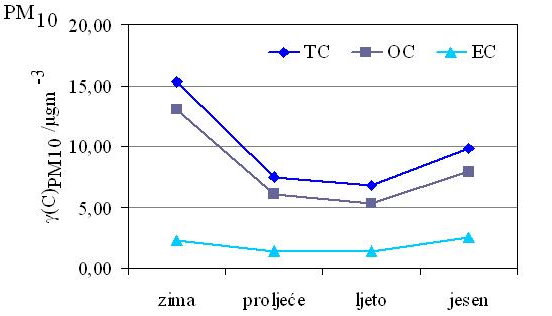 PM10
20,00
15,00
10,00
5,00
0,00
γ(C)PM10 /µgm-3
TC OC EC
zima proljeće ljeto jesen